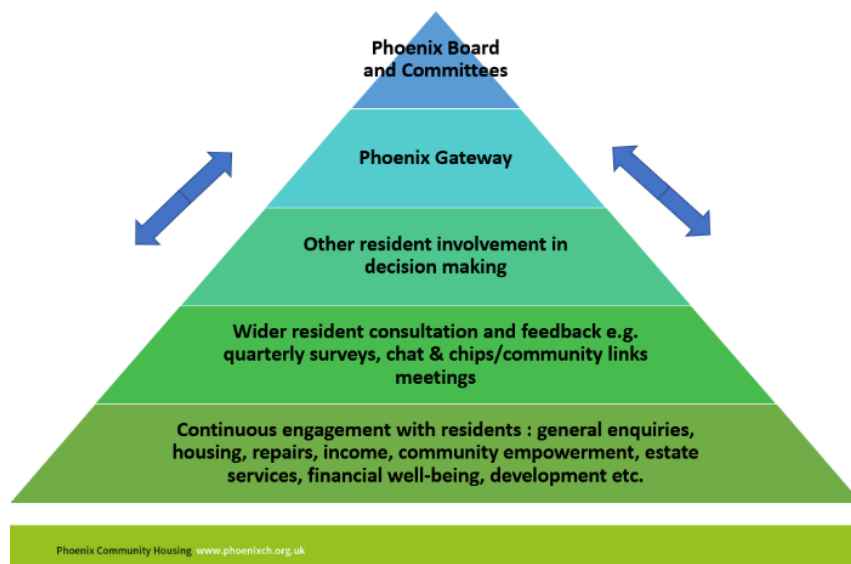 Phoenix Board
and Committees
Phoenix Gateway
Other resident involvement in
decision making
Wider resident consultation and feedback e.g.
quarterly surveys, chat & chips/community links
meetings
Continuous engagement with residents : general enquiries,
housing, repairs, income, community empowerment, estate
services, financial well-being, development etc.
Phoenix Community Housing www.phoenixch.org.uk